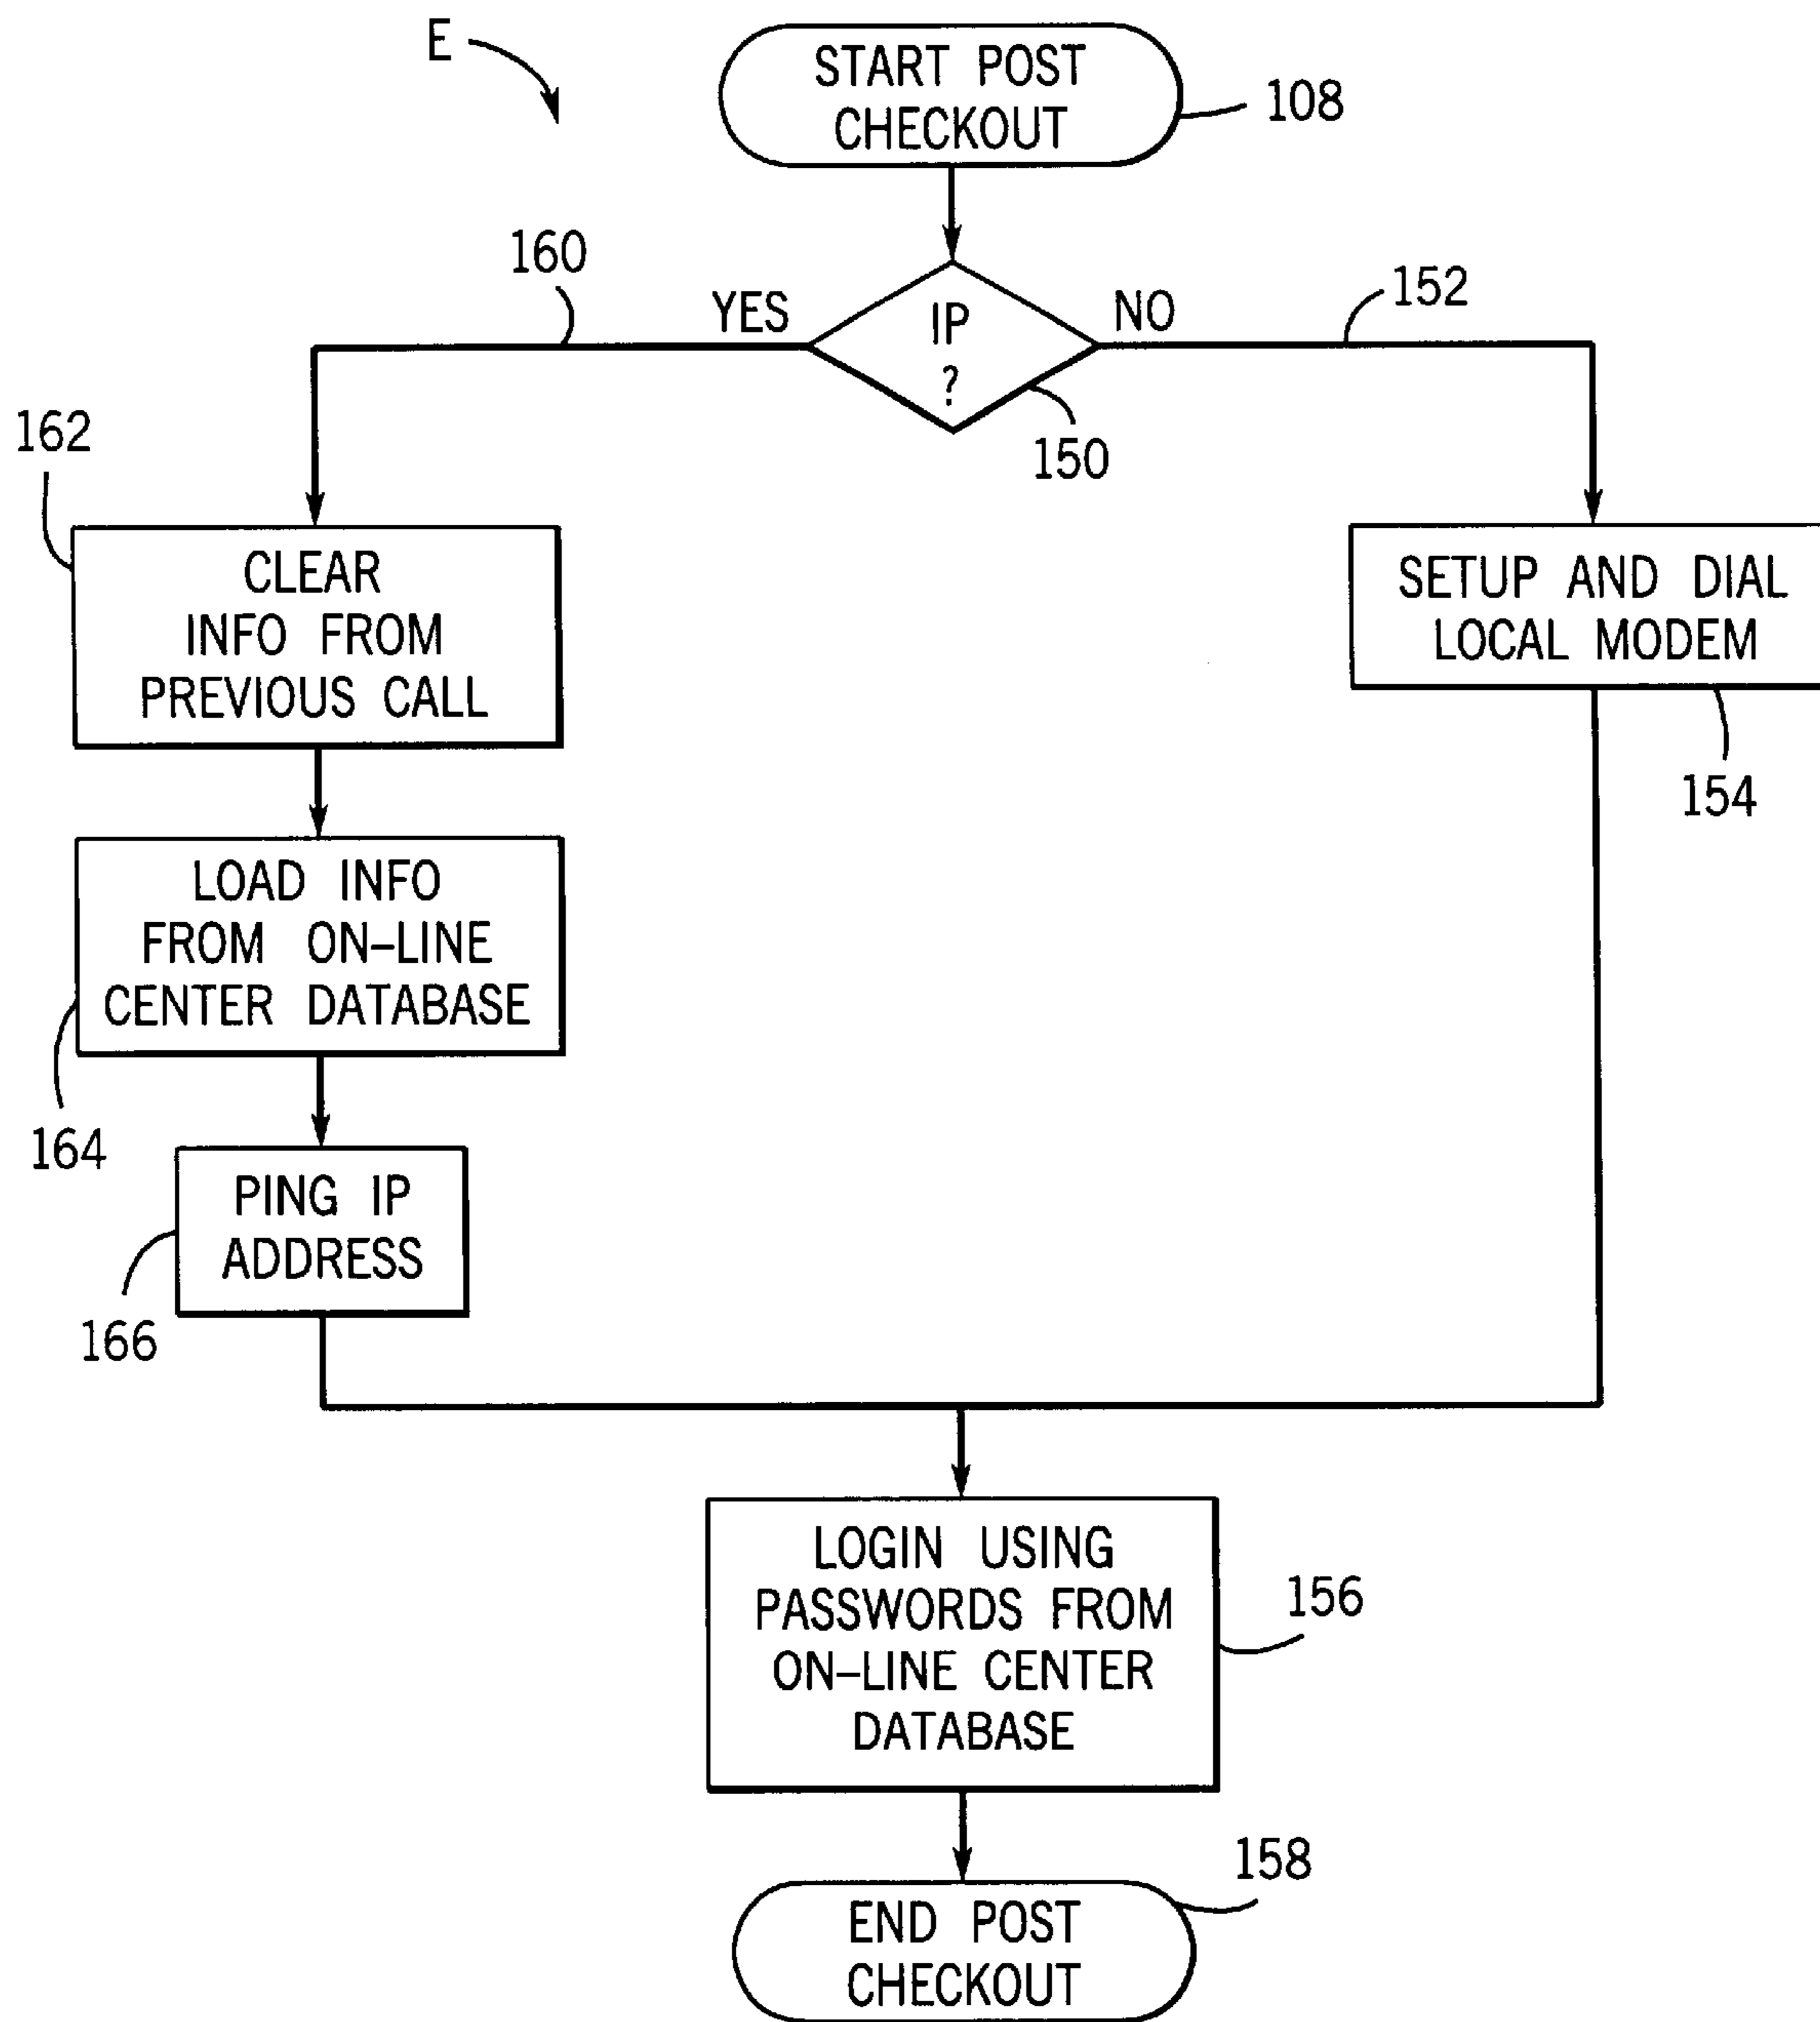 E
START POST
CHECKOUT
108
160
152
YES
NO
IP
?
150
162
CLEAR
INFO FROM
PREVIOUS CALL
SETUP AND DIAL
LOCAL MODEM
154
LOAD INFO
FROM ON-LINE
CENTER DATABASE
164
PING IP
ADDRESS
166
LOGIN USING
PASSWORDS FROM
ON-LINE CENTER
DATABASE
156
158
END POST
CHECKOUT